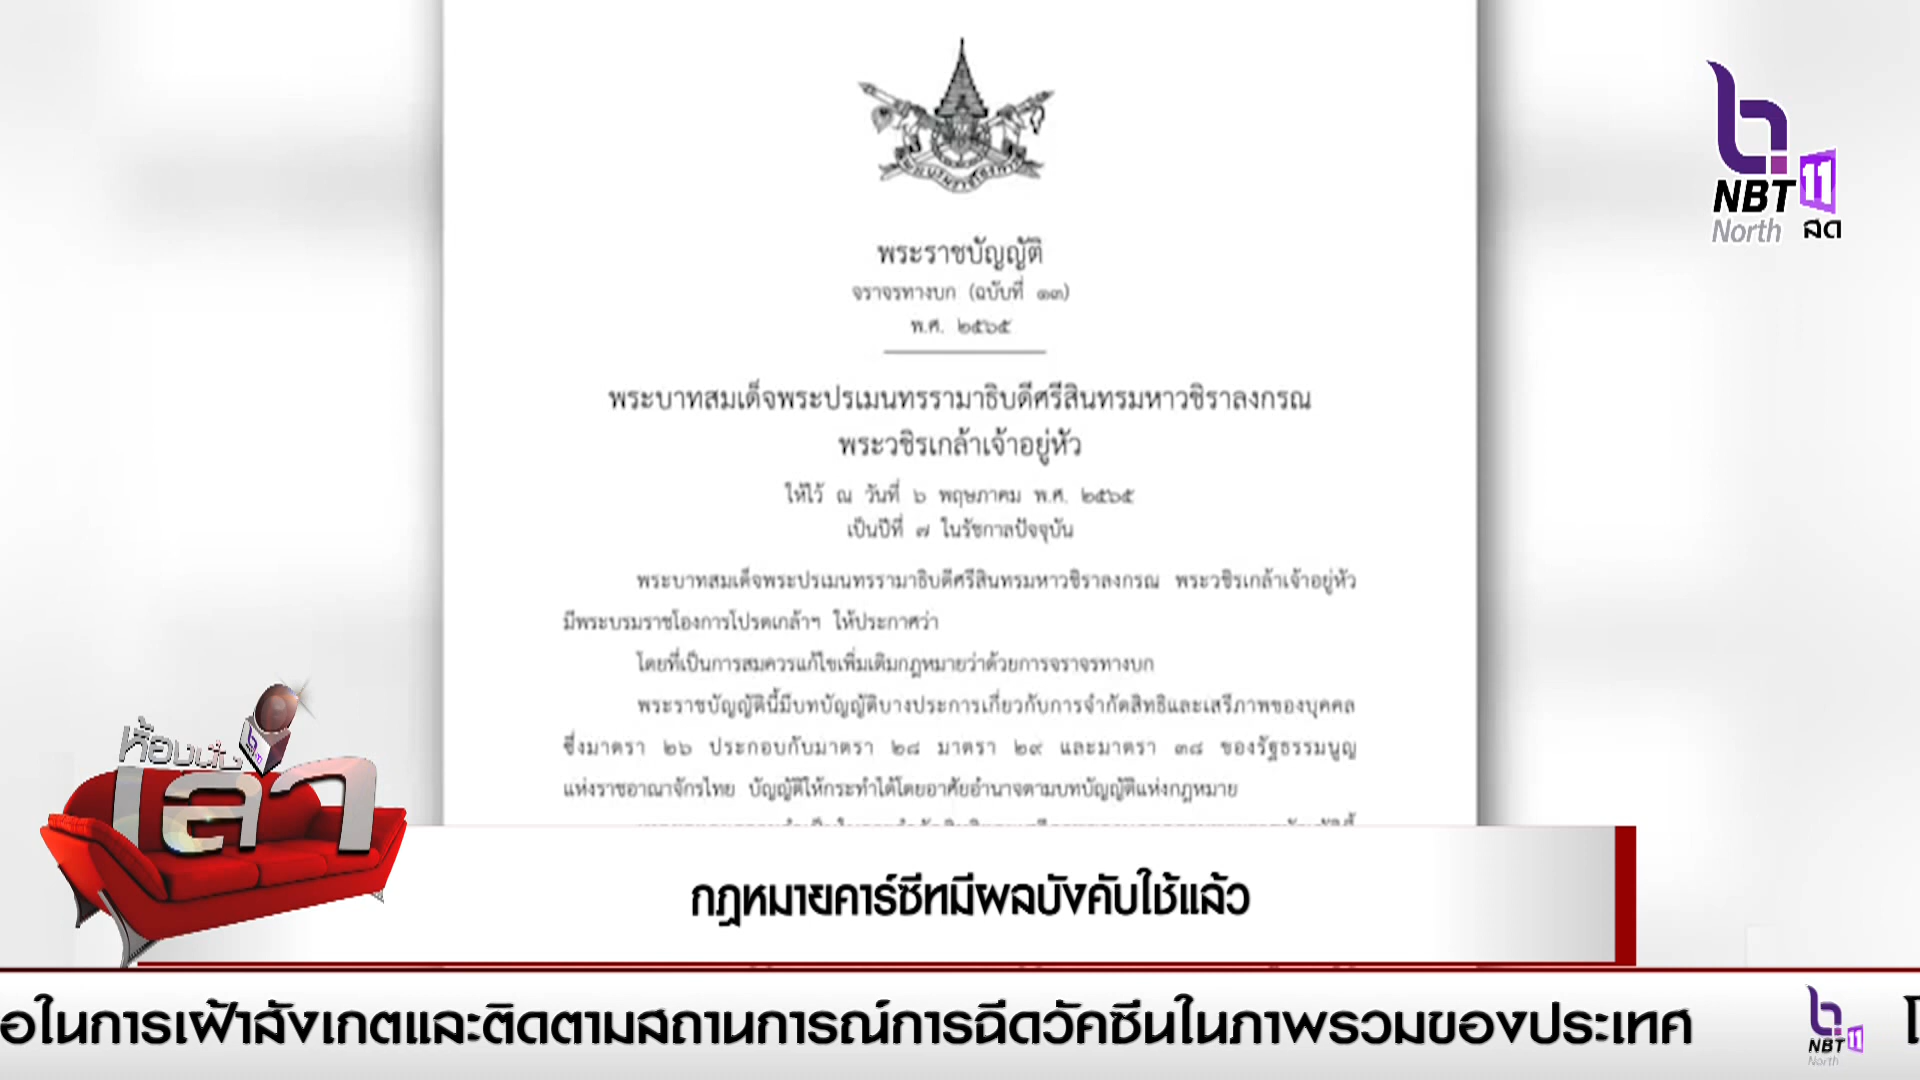 พระราชบัญญัติ
จราจรทางบก (ฉบับที่ ๑๓)
พ.ศ. ๒๕๖๕
พระบาทสมเด็จพระปรเมนทรรามาธิบดีศรีสินทรมหาวชิราลงกรณ
พระวชิรเกล้าเจ้าอยู่หัว
ให้ไว้ ณ วันที่ ๖ พฤษภาคม พ.ศ. ๒๕๖๕
เป็นปีที่ ๗ ในรัชกาลปัจจุบัน
พระบาทสมเด็จพระปรเมนทรรามาธิบดีศรีสินทรมหาวชิราลงกรณ พระวชิรเกล้าเจ้าอยู่หัว
มีพระบรมราชโองการโปรดเกล้าฯ ให้ประกาศว่า
โดยที่เป็นการสมควรแก้ไขเพิ่มเติมกฎหมายว่าด้วยการจราจรทางบก
พระราชบัญญัตินี้มีบทบัญญัติบางประการเกี่ยวกับการจำกัดสิทธิและเสรีภาพของบุคคล
ซึ่งมาตรา ๒๖ ประกอบกับมาตรา ๒๘ มาตรา ๒๙ และมาตรา ๓๘ ของรัฐธรรมนูญ
แห่งราชอาณาจักรไทย บัญญัติให้กระทำได้โดยอาศัยอำนาจตามบทบัญญัติแห่งกฎหมาย
NBT 11
North สด
ห้องนั่ง
เล่า
กฎหมายคาร์ซีทมีผลบังคับใช้แล้ว
อในการเฝ้าสังเกตและติดตามสถานการณ์การฉีดวัคซีนในภาพรวมของประเทศ
NBT 11
North